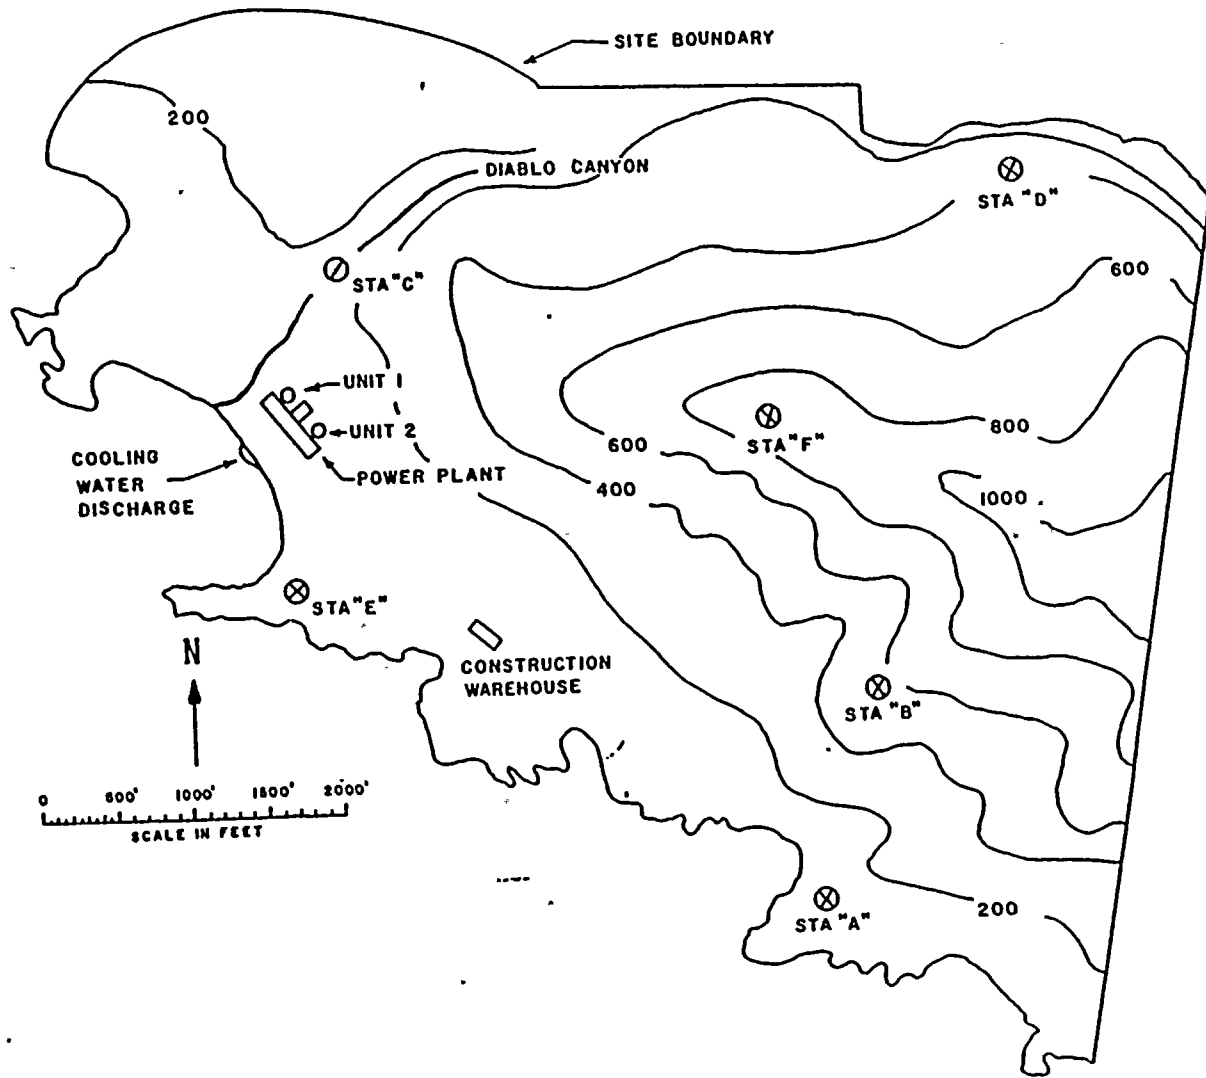 SITE BOUNDARY
200
DIABLO CANYON
STA "D"
STA "C"
600
UNIT 1
UNIT 2
800
STA "F"
600
COOLING
WATER
DISCHARGE
POWER PLANT
400
1000
STA "E"
N
CONSTRUCTION
WAREHOUSE
STA "B"
0 500' 1000' 1500' 2000'
SCALE IN FEET
STA "A"
200